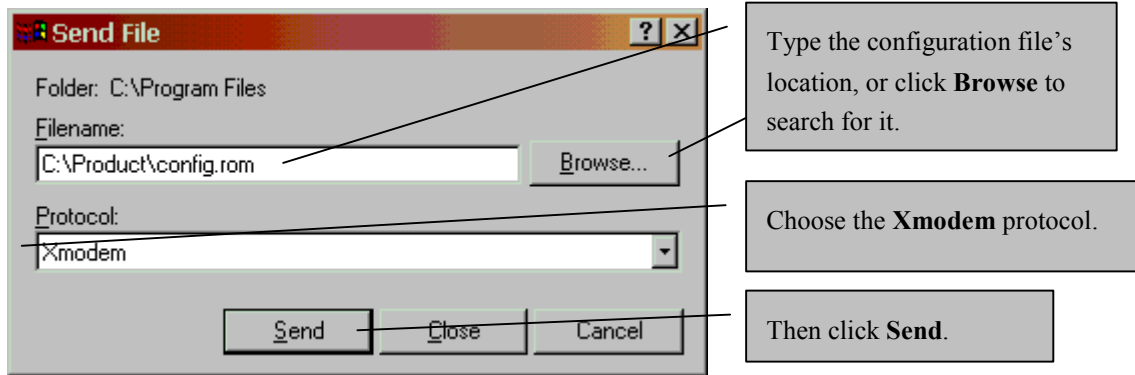 Send File
Folder: C:\Program Files
Filename:
C:\Product\config.rom
Browse...
Protocol:
Xmodem
Send
Close
Cancel
Type the configuration file’s
location, or click Browse to
search for it.
Choose the Xmodem protocol.
Then click Send.